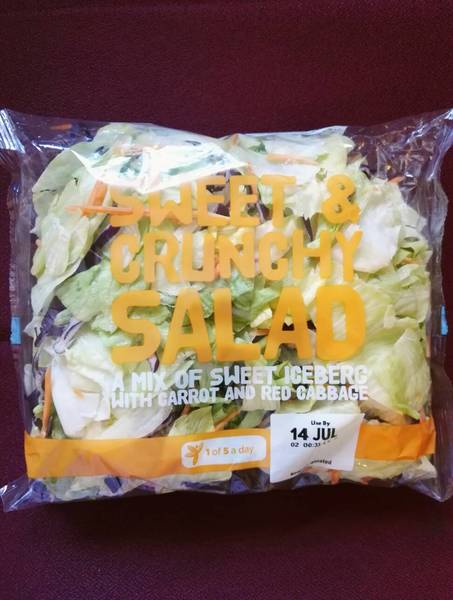 SWEET &
CRUNCHY
SALAD
A MIX OF SWEET ICEBERG
WITH CARROT AND RED CABBAGE
1 of 5 a day
Use By
14 JUL